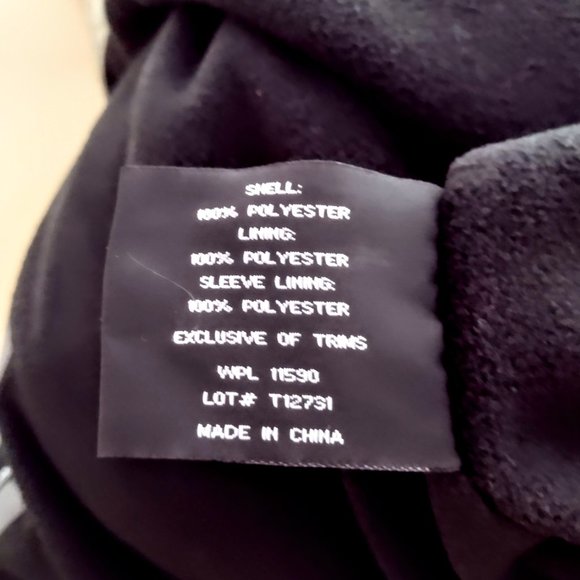 SHELL:
100% POLYESTER
LINING:
100% POLYESTER
SLEEVE LINING:
100% POLYESTER
EXCLUSIVE OF TRIMS
WPL 11590
LOT# T12731
MADE IN CHINA